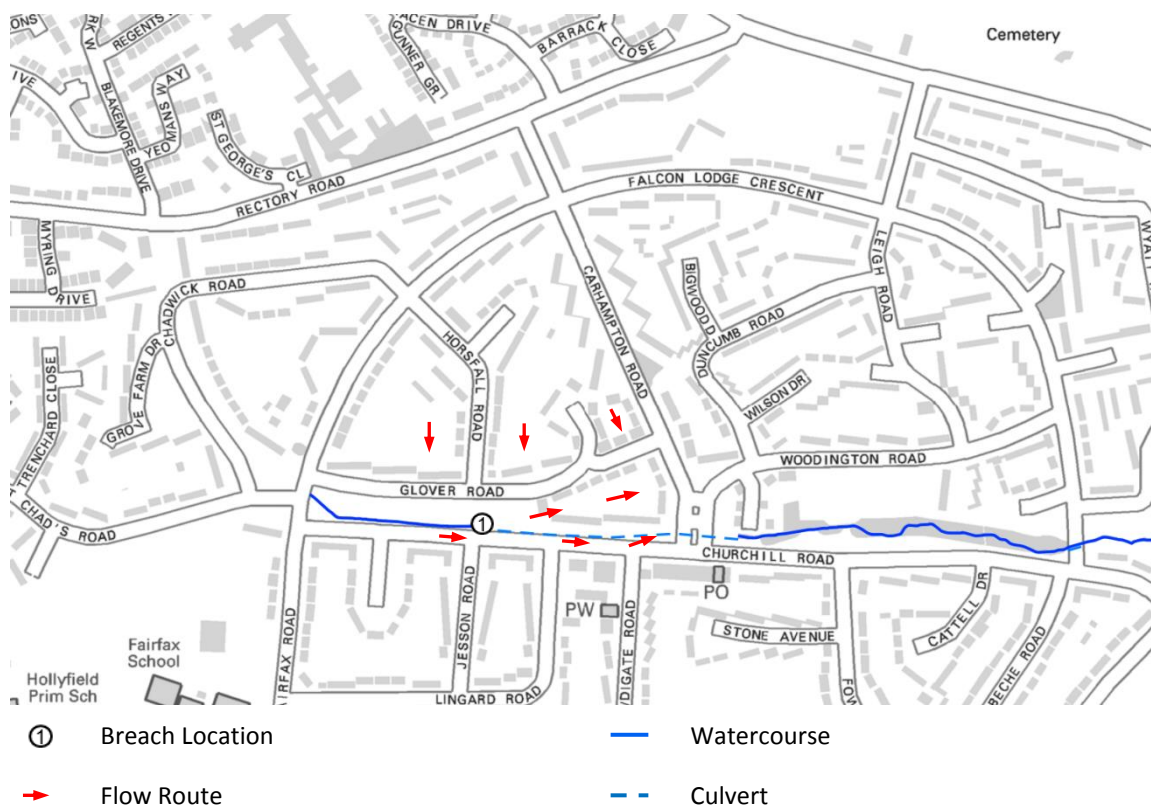 Cemetery
REGENTS
BLAKEMORE DRIVE
YEOMANS WAY
ST GEORGE'S CL
GUNNER GR
BARRACK CLOSE
RECTORY ROAD
MYRING DRIVE
CHADWICK ROAD
FALCON LODGE CRESCENT
CARHAMPTON ROAD
BIGWOOD D
DUNCUMB ROAD
LEIGH ROAD
HORSFALL ROAD
GROVE FARM DR
TRENCHARD CLOSE
WILSON DR
WOODINGTON ROAD
GLOVER ROAD
CHAD'S ROAD
1
CHURCHILL ROAD
JESSON ROAD
PW
PO
STONE AVENUE
CATTELL DR
Fairfax
School
Hollyfield
Prim Sch
LINGARD ROAD
1 Breach Location
Watercourse
Flow Route
Culvert